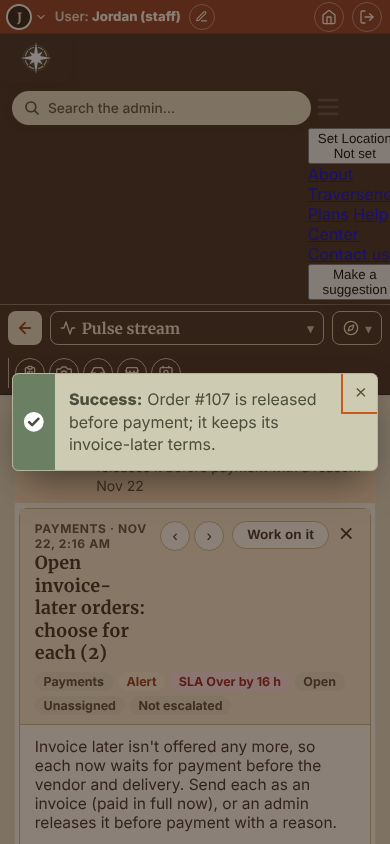 J
User: Jordan (staff)
Search the admin...
Set Location
Not set
About
Traversend
Plans Help
Center
Contact us
Make a
suggestion
Pulse stream
Success: Order #107 is released
before payment; it keeps its
invoice-later terms.
Nov 22
PAYMENTS · NOV
22, 2:16 AM
Work on it
Open
invoice-
later orders:
choose for
each (2)
Payments Alert SLA Over by 16 h Open
Unassigned Not escalated
Invoice later isn't offered any more, so
each now waits for payment before the
vendor and delivery. Send each as an
invoice (paid in full now), or an admin
releases it before payment with a reason.